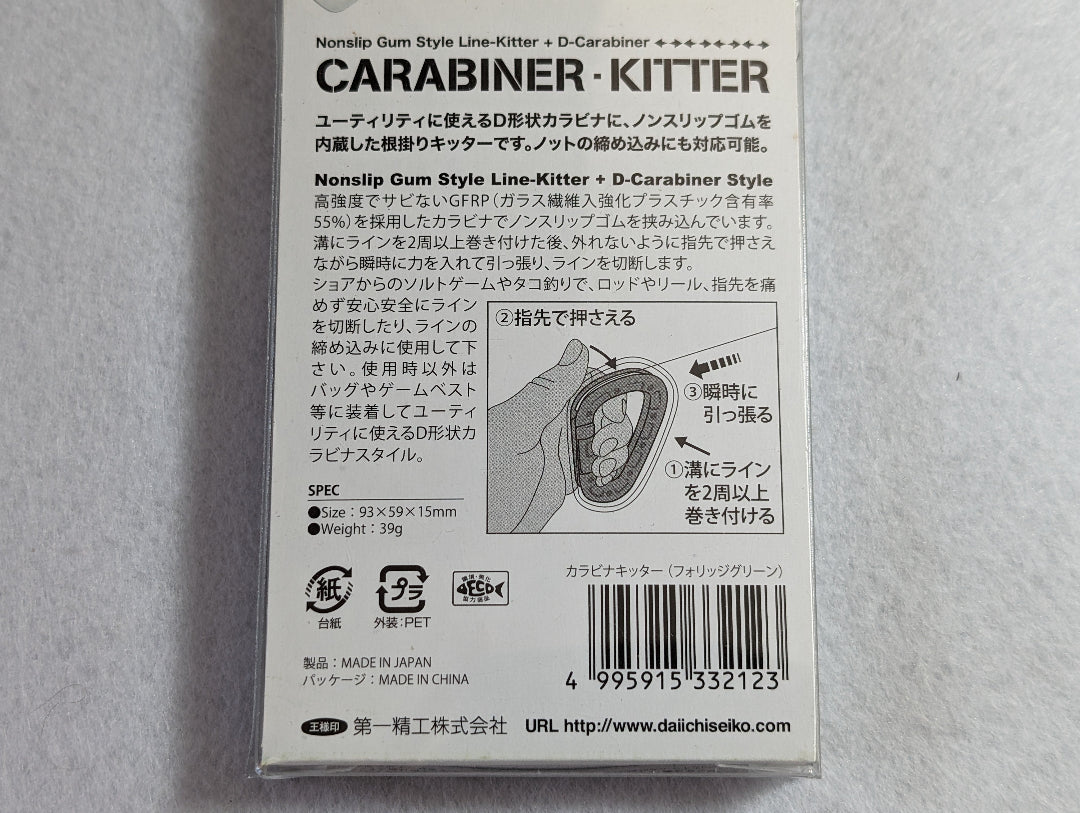 Nonslip Gum Style Line-Kitter + D-Carabiner
CARABINER・KITTER
ユーティリティに使えるD形状カラビナに、ノンスリップゴムを
内蔵した根掛りキッターです。ノットの締め込みにも対応可能。
Nonslip Gum Style Line-Kitter + D-Carabiner Style
高強度でサビないGFRP(ガラス繊維入強化プラスチック含有率
55%)を採用したカラビナでノンスリップゴムを挟み込んでいます。
溝にラインを2周以上巻き付けた後、外れないように指先で押さえ
ながら瞬時に力を入れて引っ張り、ラインを切断します。
ショアからのソルトゲームやタコ釣りで、ロッドやリール、指先を痛
めず安心安全にライン
を切断したり、ラインの
締め込みに使用して下
さい。使用時以外は
バッグやゲームベスト
等に装着してユーティ
リティに使えるD形状カ
ラビナスタイル。
②指先で押さえる
③瞬時に
引っ張る
①溝にライン
を2周以上
巻き付ける
SPEC
●Size：93×59×15mm
●Weight：39g
紙
台紙
プラ
外装：PET
ECO
カラビナキッター（フォリッジグリーン）
4 995915 332123
製品：MADE IN JAPAN
パッケージ：MADE IN CHINA
王様印 第一精工株式会社 URL http://www.daiichiseiko.com